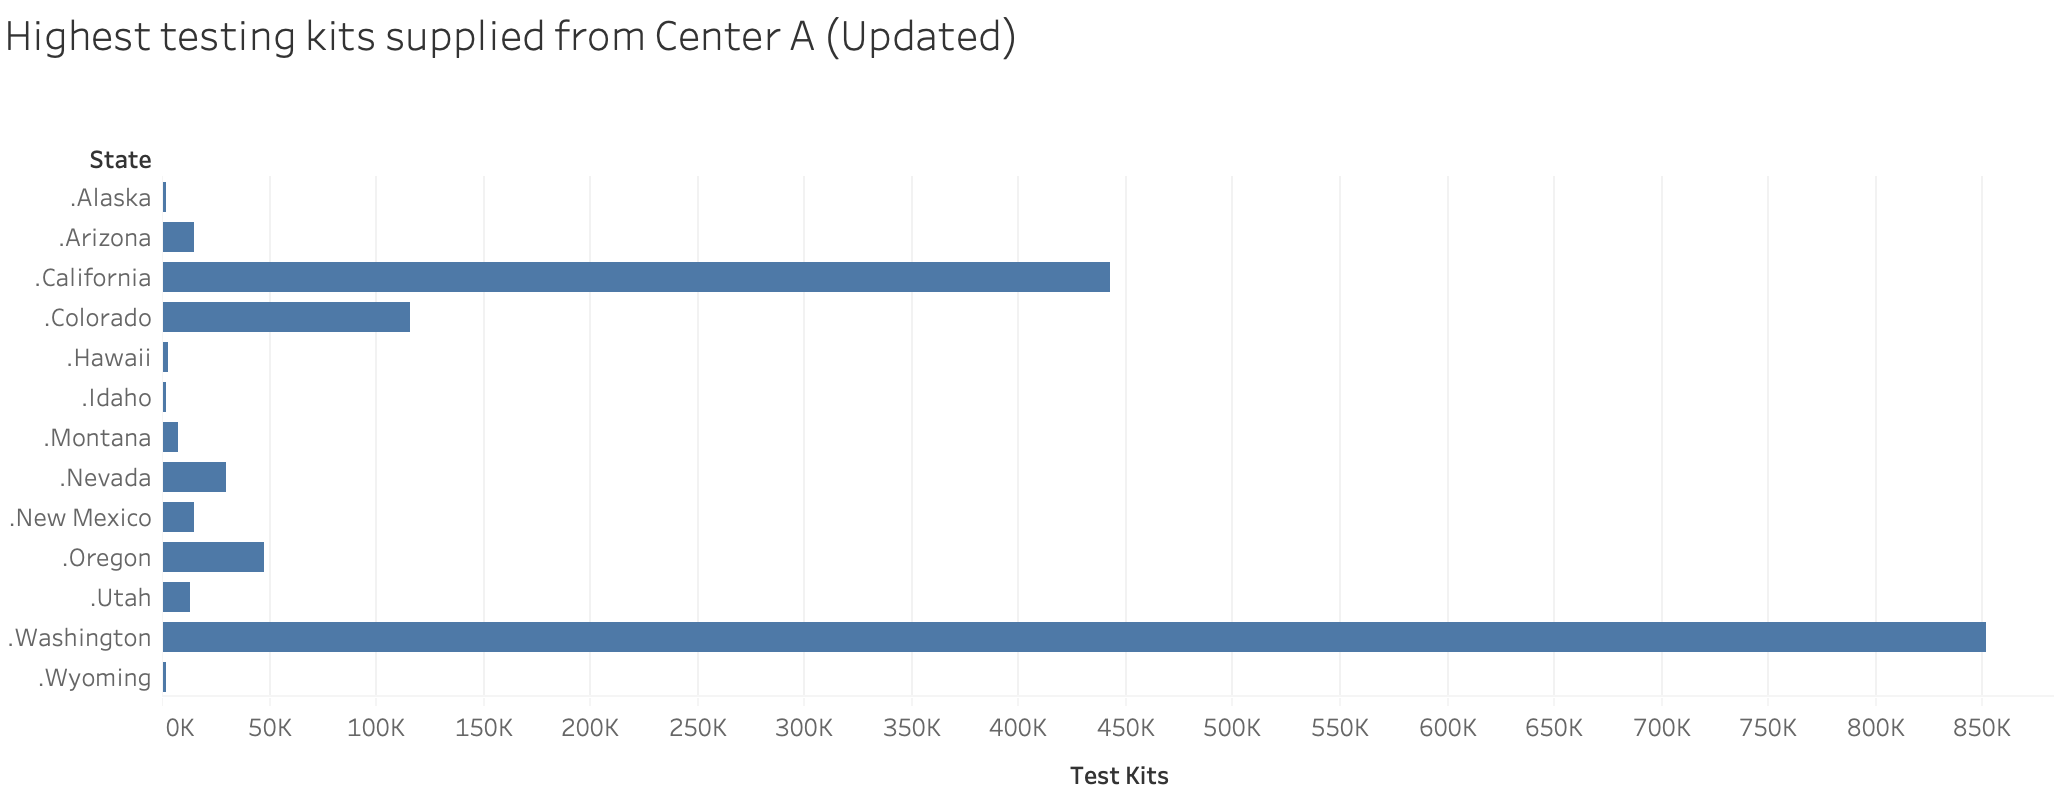 Highest testing kits supplied from Center A (Updated)
State
.Alaska
.Arizona
.California
.Colorado
.Hawaii
.Idaho
.Montana
.Nevada
.New Mexico
.Oregon
.Utah
.Washington
.Wyoming
0K 50K 100K 150K 200K 250K 300K 350K 400K 450K 500K 550K 600K 650K 700K 750K 800K 850K
Test Kits